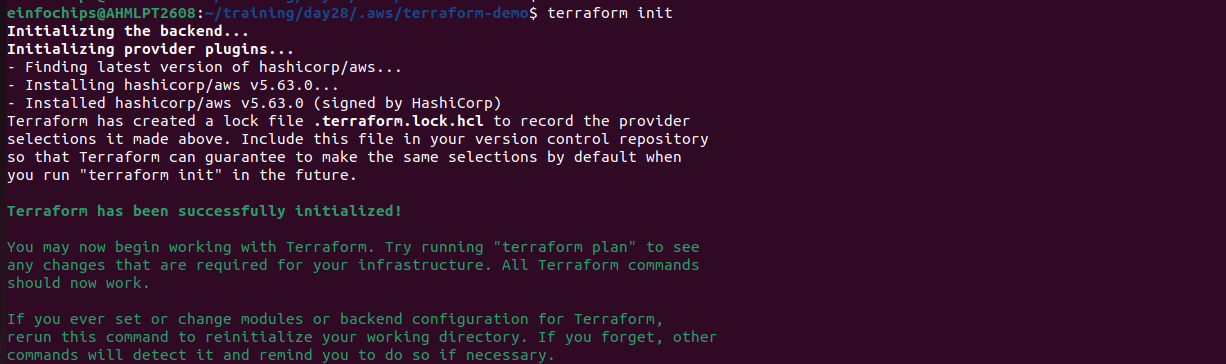 einfochips@AHMLPT2608:~/training/day28/.aws/terraform-demo$ terraform init
Initializing the backend...
Initializing provider plugins...
- Finding latest version of hashicorp/aws...
- Installing hashicorp/aws v5.63.0...
- Installed hashicorp/aws v5.63.0 (signed by HashiCorp)
Terraform has created a lock file .terraform.lock.hcl to record the provider
selections it made above. Include this file in your version control repository
so that Terraform can guarantee to make the same selections by default when
you run "terraform init" in the future.
Terraform has been successfully initialized!
You may now begin working with Terraform. Try running "terraform plan" to see
any changes that are required for your infrastructure. All Terraform commands
should now work.
If you ever set or change modules or backend configuration for Terraform,
rerun this command to reinitialize your working directory. If you forget, other
commands will detect it and remind you to do so if necessary.